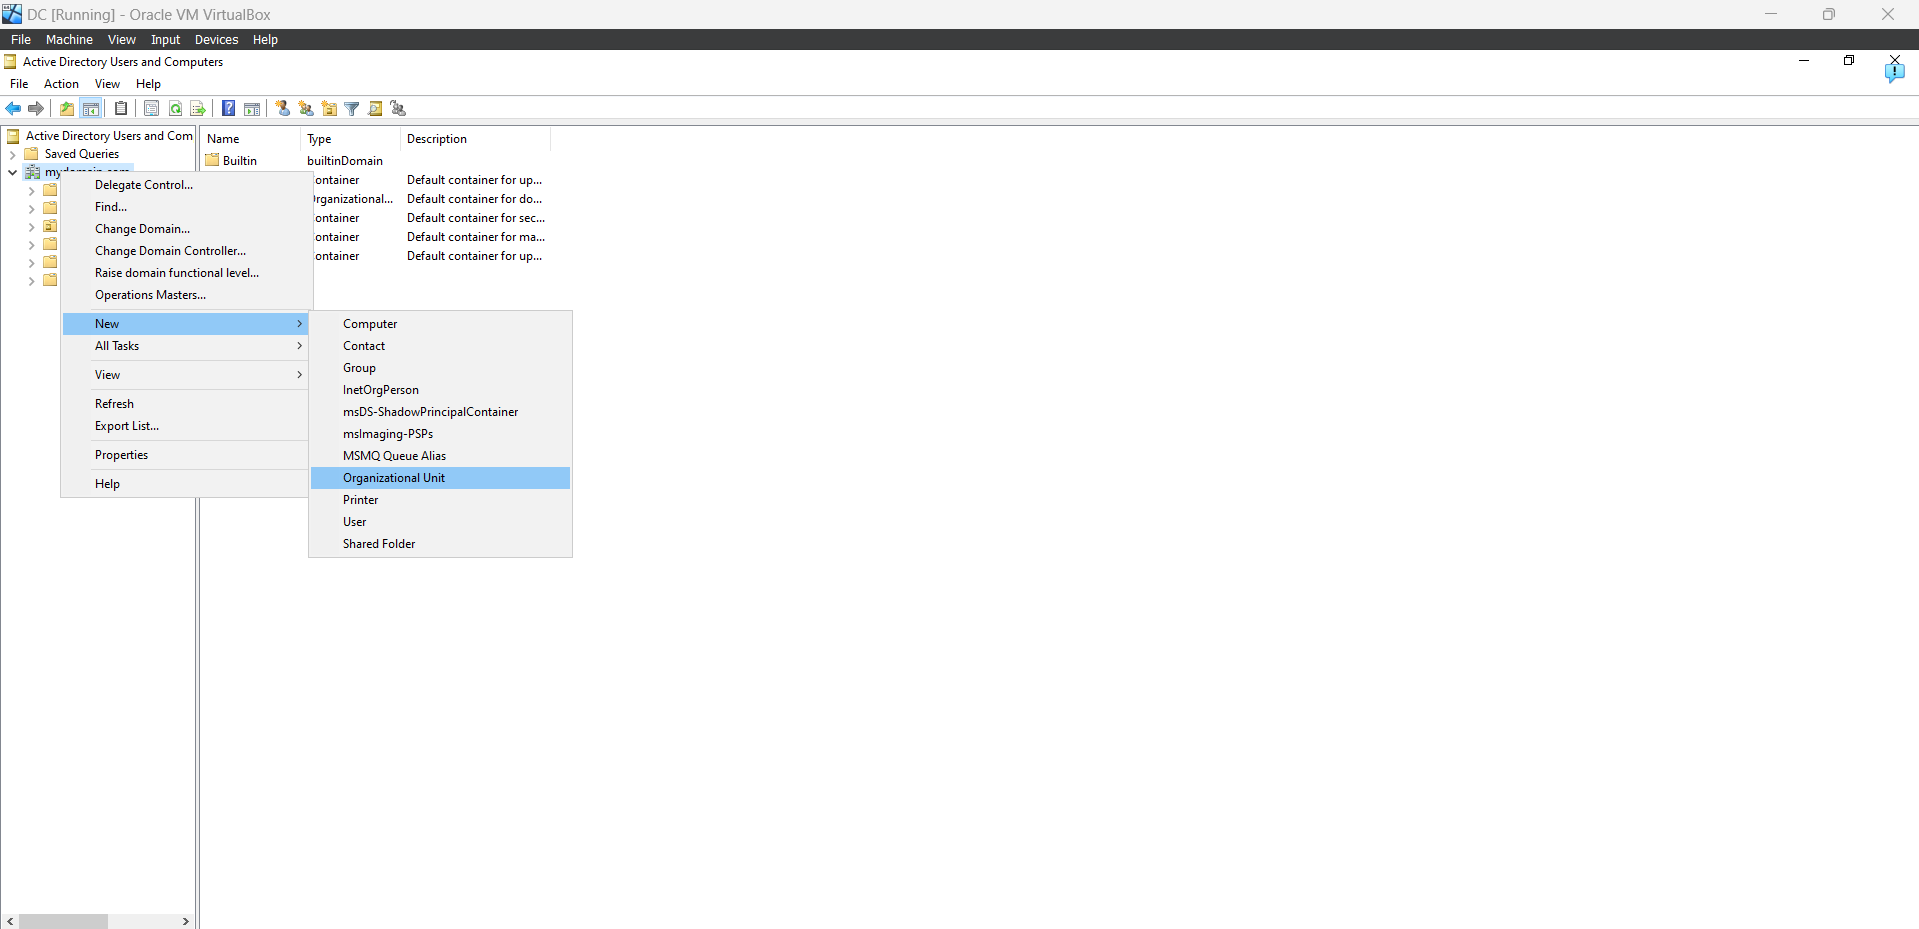 DC [Running] - Oracle VM VirtualBox
File Machine View Input Devices Help
Active Directory Users and Computers
File Action View Help
Active Directory Users and Com
Saved Queries
Name Type Description
Builtin builtinDomain
ontainer Default container for up...
rganizational... Default container for do...
ontainer Default container for sec...
ontainer Default container for ma...
ontainer Default container for up...
Delegate Control...
Find...
Change Domain...
Change Domain Controller...
Raise domain functional level...
Operations Masters...
New
All Tasks
View
Refresh
Export List...
Properties
Help
Computer
Contact
Group
InetOrgPerson
msDS-ShadowPrincipalContainer
msImaging-PSPs
MSMQ Queue Alias
Organizational Unit
Printer
User
Shared Folder